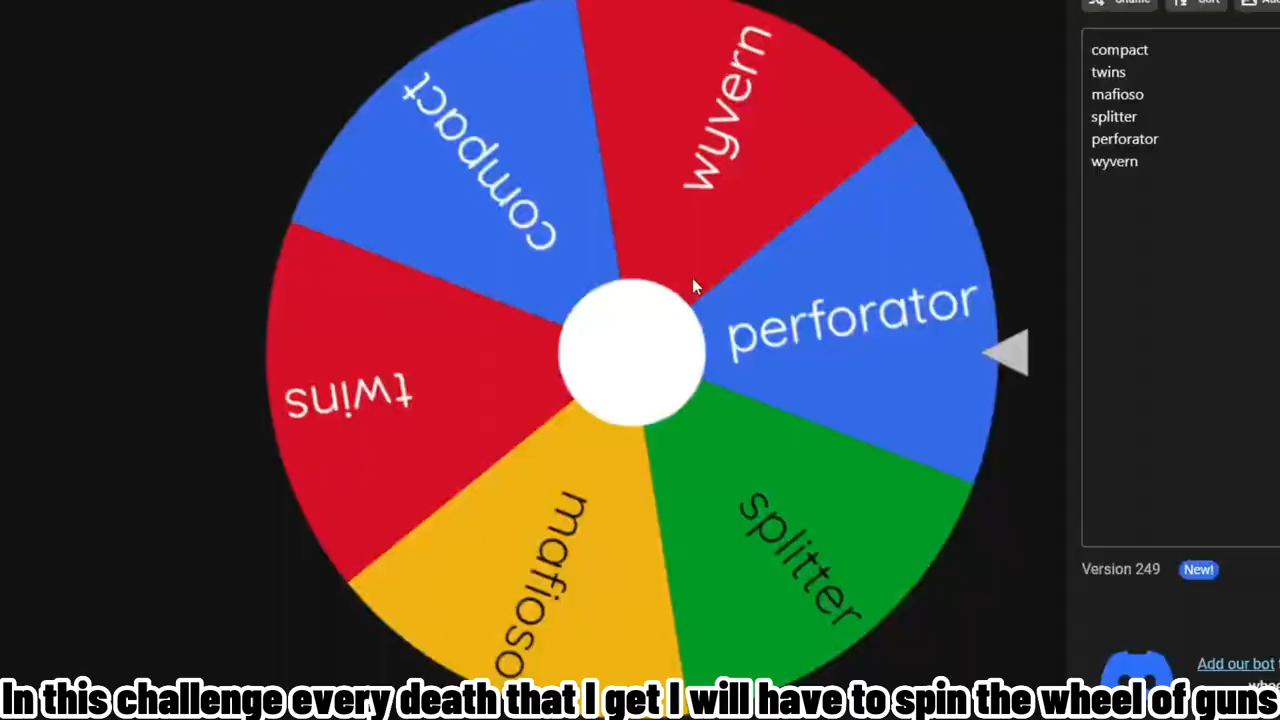 compact
twins
mafioso
splitter
perforator
wyvern
wyvern
compact
perforator
twins
splitter
mafioso
Version 249
New!
Add our bot
In this challenge every death that I get I will have to spin the wheel of guns